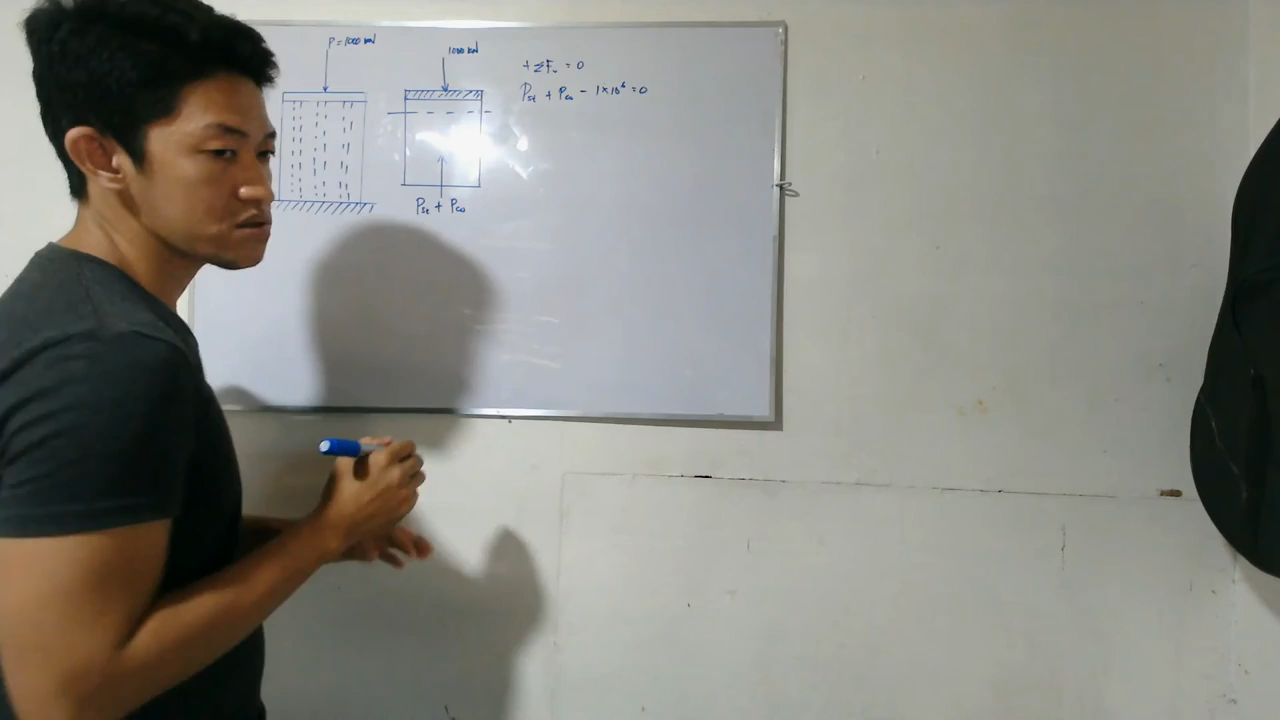 P = 1000 kN
1000 kN
P_st + P_co
+ ΣF_v = 0
P_st + P_co - 1×10⁶ = 0